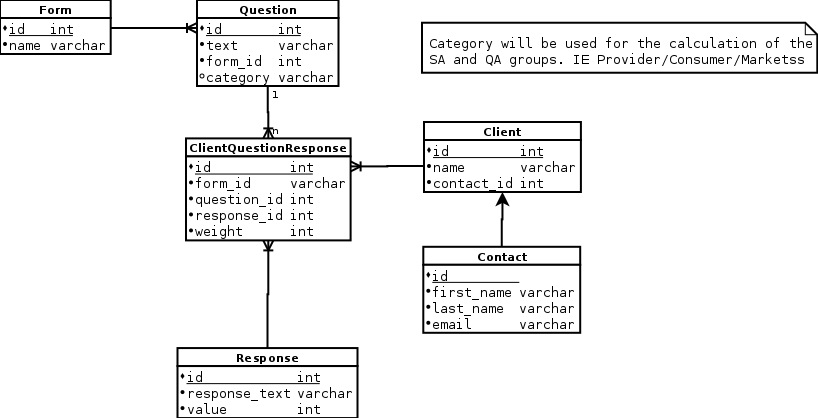 Form
id int
name varchar
Question
id int
text varchar
form_id int
category varchar
Category will be used for the calculation of the
SA and QA groups. IE Provider/Consumer/Marketss
1
n
ClientQuestionResponse
id int
form_id varchar
question_id int
response_id int
weight int
Client
id int
name varchar
contact_id int
Contact
id
first_name varchar
last_name varchar
email varchar
Response
id int
response_text varchar
value int